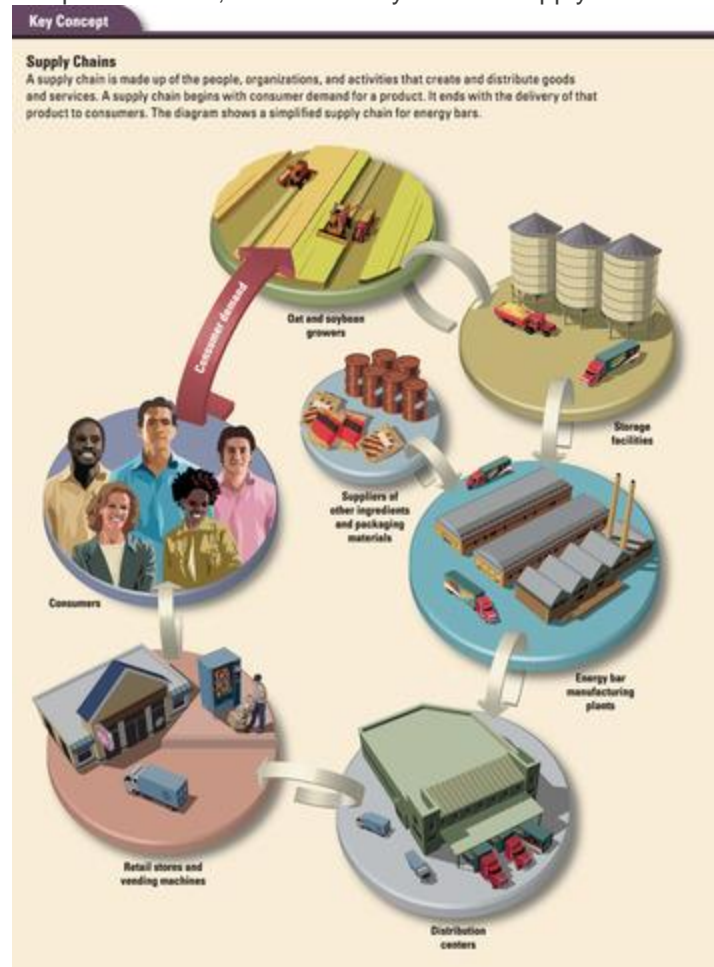 Key Concept
Supply Chains
A supply chain is made up of the people, organizations, and activities that create and distribute goods
and services. A supply chain begins with consumer demand for a product. It ends with the delivery of that
product to consumers. The diagram shows a simplified supply chain for energy bars.
Consumer demand
Oat and soybean
growers
Storage
facilities
Suppliers of
other ingredients
and packaging
materials
Consumers
Energy bar
manufacturing
plants
Retail stores and
vending machines
Distribution
centers